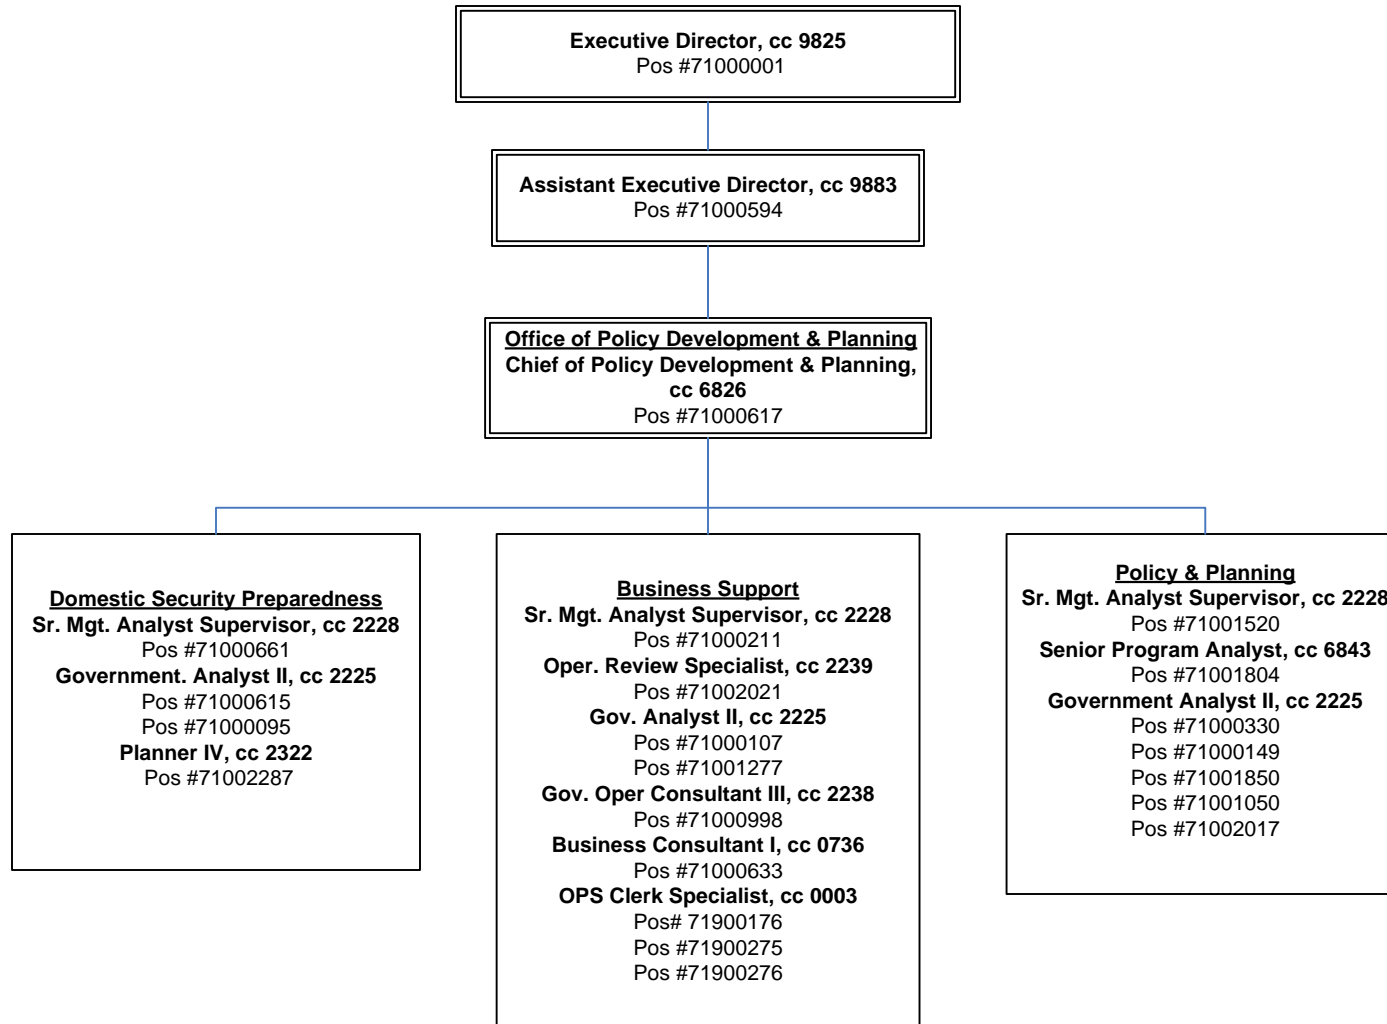 Executive Director, cc 9825
Pos #71000001
Assistant Executive Director, cc 9883
Pos #71000594
Office of Policy Development & Planning
Chief of Policy Development & Planning,
cc 6826
Pos #71000617
Domestic Security Preparedness
Sr. Mgt. Analyst Supervisor, cc 2228
Pos #71000661
Government. Analyst II, cc 2225
Pos #71000615
Pos #71000095
Planner IV, cc 2322
Pos #71002287
Business Support
Sr. Mgt. Analyst Supervisor, cc 2228
Pos #71000211
Oper. Review Specialist, cc 2239
Pos #71002021
Gov. Analyst II, cc 2225
Pos #71000107
Pos #71001277
Gov. Oper Consultant III, cc 2238
Pos #71000998
Business Consultant I, cc 0736
Pos #71000633
OPS Clerk Specialist, cc 0003
Pos# 71900176
Pos #71900275
Pos #71900276
Policy & Planning
Sr. Mgt. Analyst Supervisor, cc 2228
Pos #71001520
Senior Program Analyst, cc 6843
Pos #71001804
Government Analyst II, cc 2225
Pos #71000330
Pos #71000149
Pos #71001850
Pos #71001050
Pos #71002017